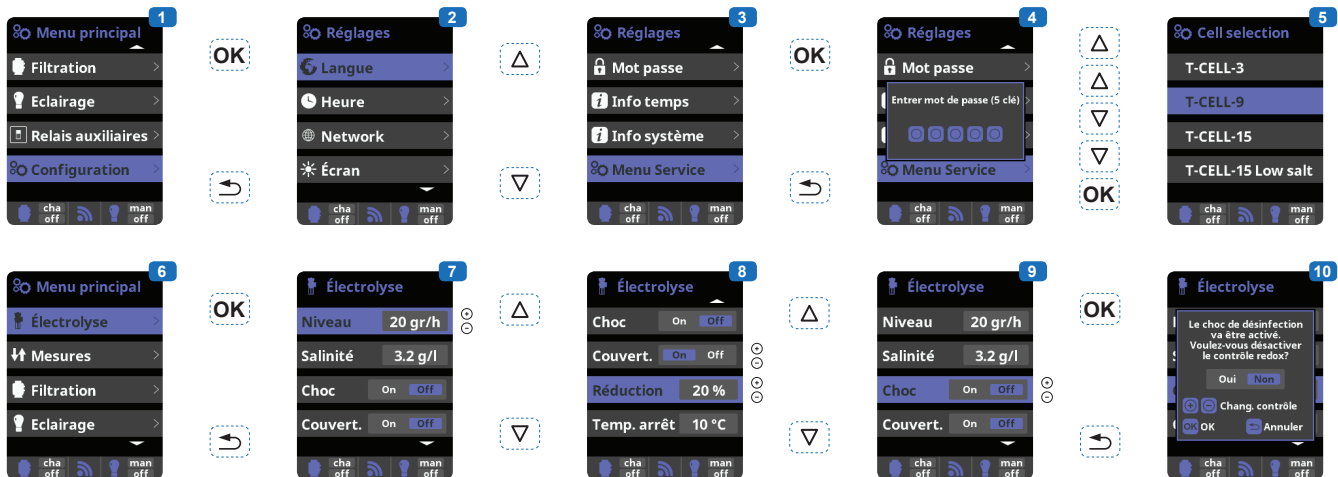 1
Menu principal
Filtration
Eclairage
Relais auxiliaires
Configuration
cha off
man off
OK
2
Réglages
Langue
Heure
Network
Écran
cha off
man off
3
Réglages
Mot passe
Info temps
Info système
Menu Service
cha off
man off
OK
4
Réglages
Mot passe
Entrer mot de passe (5 clé)
Menu Service
cha off
man off
OK
5
Cell selection
T-CELL-3
T-CELL-9
T-CELL-15
T-CELL-15 Low salt
cha off
man off
6
Menu principal
Électrolyse
Mesures
Filtration
Eclairage
cha off
man off
OK
7
Électrolyse
Niveau 20 gr/h
Salinité 3.2 g/l
Choc On Off
Couvert. On Off
cha off
man off
8
Électrolyse
Choc On Off
Couvert. On Off
Réduction 20 %
Temp. arrêt 10 °C
cha off
man off
9
Électrolyse
Niveau 20 gr/h
Salinité 3.2 g/l
Choc On Off
Couvert. On Off
cha off
man off
OK
10
Électrolyse
Le choc de désinfection
va être activé.
Voulez-vous désactiver
le contrôle redox?
Oui Non
Chang. contrôle
OK OK Annuler
cha off
man off